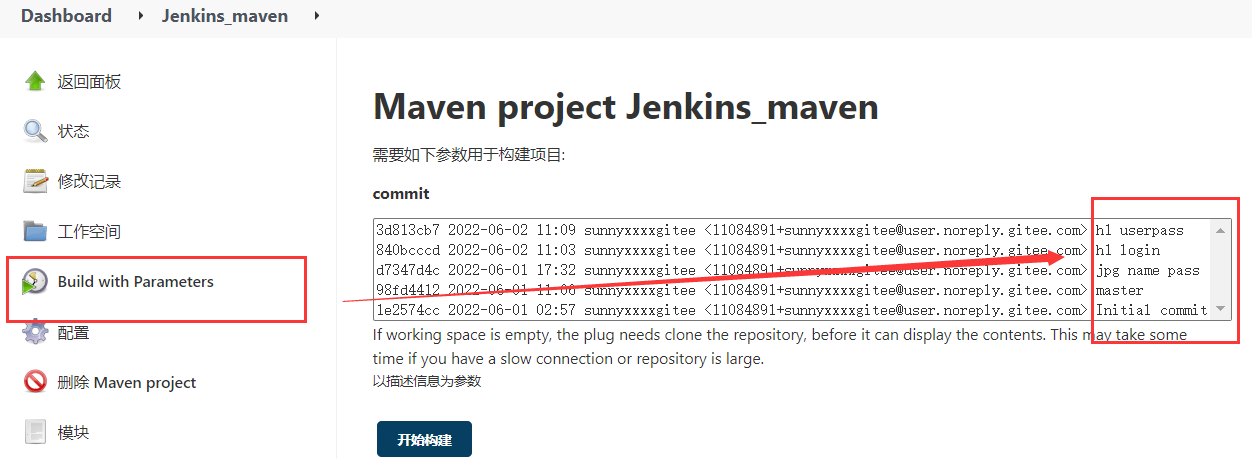 Dashboard Jenkins_maven
返回面板
状态
修改记录
工作空间
Build with Parameters
配置
删除 Maven project
模块
Maven project Jenkins_maven
需要如下参数用于构建项目:
commit
3d813cb7 2022-06-02 11:09 sunnyxxxxgitee <11084891+sunnyxxxxgitee@user.noreply.gitee.com> hl userpass
840bcccd 2022-06-02 11:03 sunnyxxxxgitee <11084891+sunnyxxxxgitee@user.noreply.gitee.com> hl login
d7347d4c 2022-06-01 17:32 sunnyxxxxgitee <11084891+sunnyxxxxgitee@user.noreply.gitee.com> jpg name pass
98fd4412 2022-06-01 11:00 sunnyxxxxgitee <11084891+sunnyxxxxgitee@user.noreply.gitee.com> master
1e2574cc 2022-06-01 02:57 sunnyxxxxgitee <11084891+sunnyxxxxgitee@user.noreply.gitee.com> Initial commit
If working space is empty, the plug needs clone the repository, before it can display the contents. This may take some
time if you have a slow connection or repository is large.
以描述信息为参数
开始构建